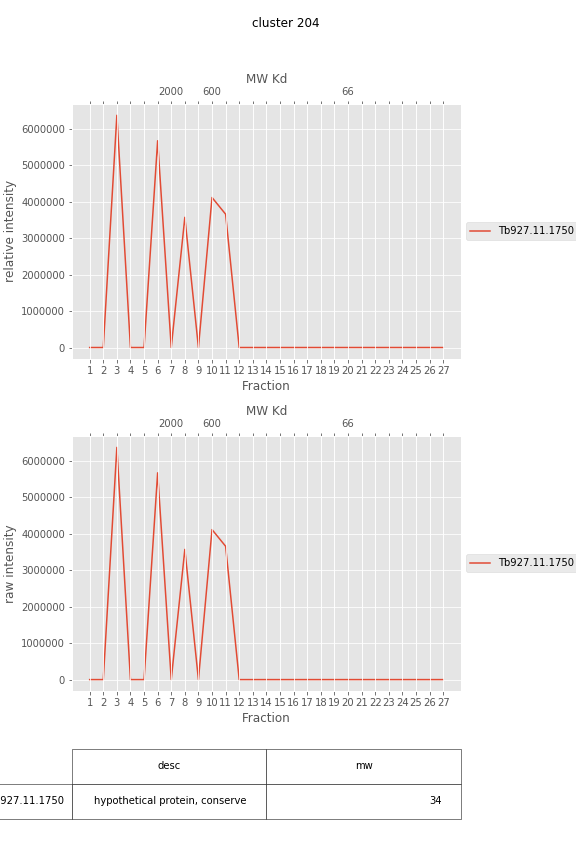 cluster 204
MW Kd
2000 600 66
relative intensity
6000000
5000000
4000000
3000000
2000000
1000000
0
1 2 3 4 5 6 7 8 9 10 11 12 13 14 15 16 17 18 19 20 21 22 23 24 25 26 27
Fraction
Tb927.11.1750
MW Kd
2000 600 66
raw intensity
6000000
5000000
4000000
3000000
2000000
1000000
0
1 2 3 4 5 6 7 8 9 10 11 12 13 14 15 16 17 18 19 20 21 22 23 24 25 26 27
Fraction
Tb927.11.1750
desc mw
927.11.1750 hypothetical protein, conserve 34